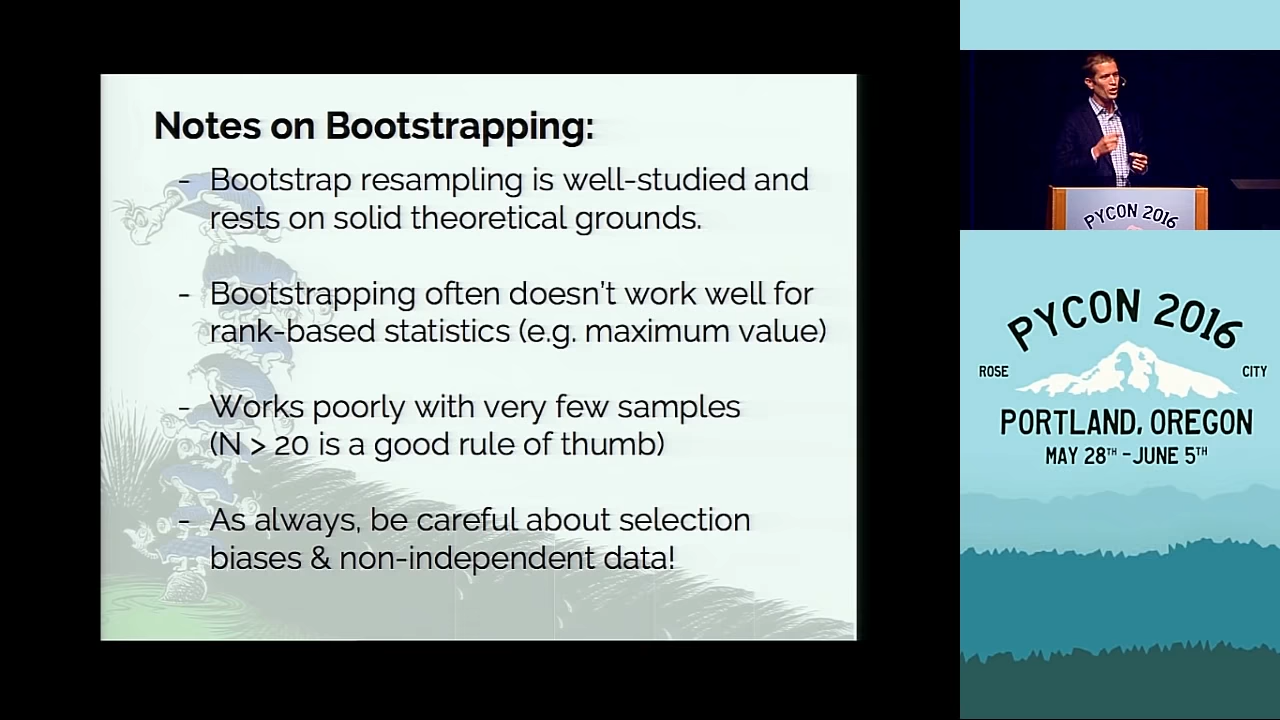 Notes on Bootstrapping:
- Bootstrap resampling is well-studied and
rests on solid theoretical grounds.
- Bootstrapping often doesn't work well for
rank-based statistics (e.g. maximum value)
- Works poorly with very few samples
(N > 20 is a good rule of thumb)
- As always, be careful about selection
biases & non-independent data!
PYCON 2016
PYCON 2016
ROSE CITY
PORTLAND, OREGON
MAY 28TH - JUNE 5TH